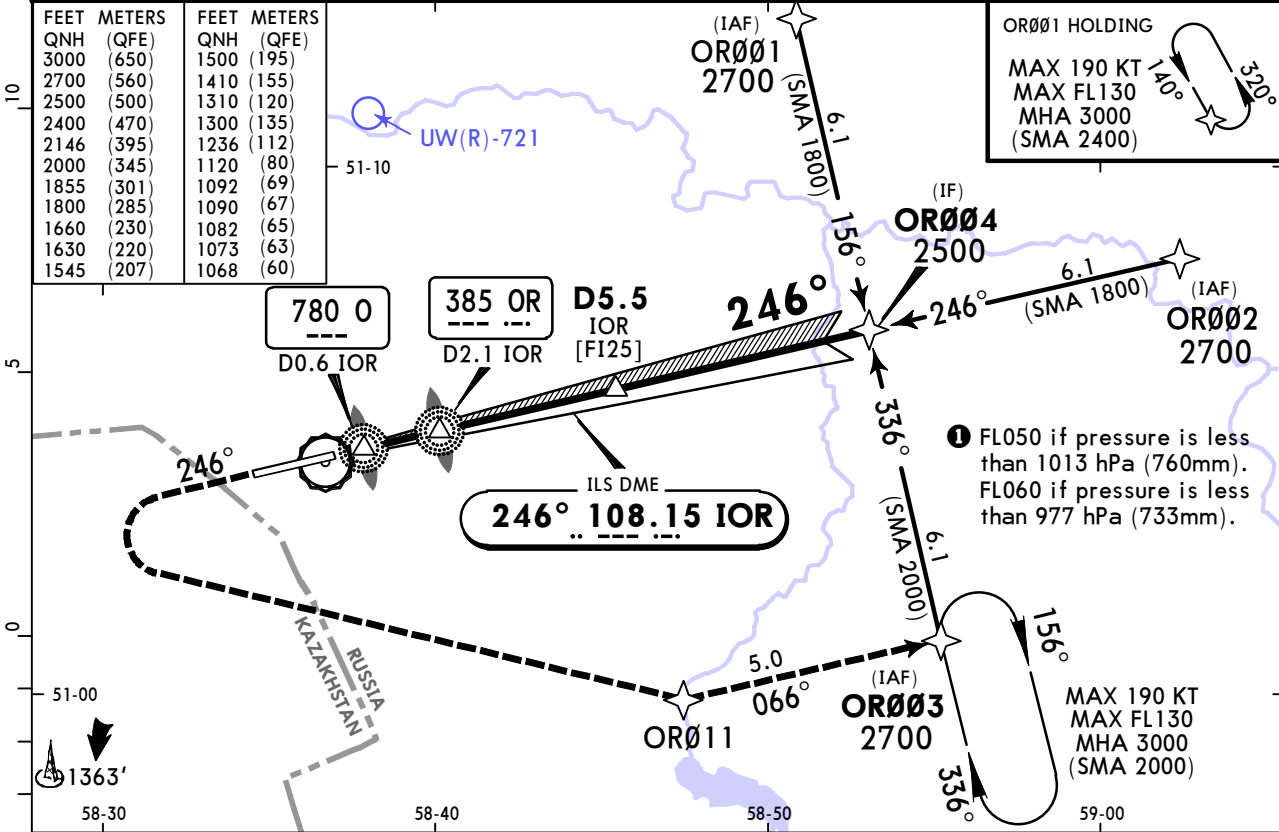 FEET METERS FEET METERS
QNH (QFE) QNH (QFE)
3000 (650) 1500 (195)
2700 (560) 1410 (155)
2500 (500) 1310 (120)
2400 (470) 1300 (135)
2146 (395) 1236 (112)
2000 (345) 1120 (80)
1855 (301) 1092 (69)
1800 (285) 1090 (67)
1660 (230) 1082 (65)
1630 (220) 1073 (63)
1545 (207) 1068 (60)
(IAF)
ORØØ1
2700
6.1
(SMA 1800)
156°
ORØØ1 HOLDING
MAX 190 KT
MAX FL130
MHA 3000
(SMA 2400)
140°
320°
10
UW(R)-721
51-10
(IF)
ORØØ4
2500
6.1
246°
(SMA 1800)
(IAF)
ORØØ2
2700
780 O
D0.6 IOR
385 OR
D2.1 IOR
D5.5
IOR
[FI25]
246°
5
336°
(SMA 2000)
6.1
❶ FL050 if pressure is less
than 1013 hPa (760mm).
FL060 if pressure is less
than 977 hPa (733mm).
246°
ILS DME
246° 108.15 IOR
0
RUSSIA
KAZAKHSTAN
51-00
5.0
066°
ORØ11
(IAF)
ORØØ3
2700
156°
336°
MAX 190 KT
MAX FL130
MHA 3000
(SMA 2000)
1363'
58-30
58-40
58-50
59-00